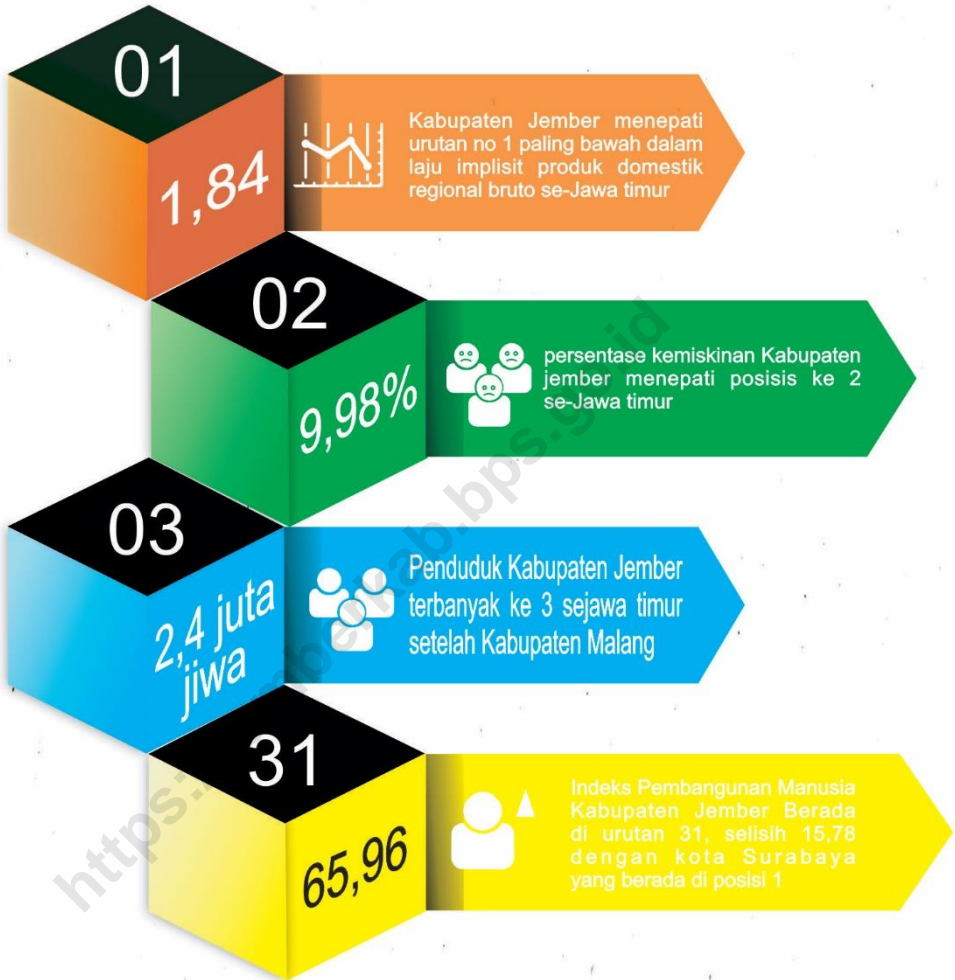 01
1,84
Kabupaten Jember menepati
urutan no 1 paling bawah dalam
laju implisit produk domestik
regional bruto se-Jawa timur
02
9,98%
persentase kemiskinan Kabupaten
jember menepati posisis ke 2
se-Jawa timur
03
2,4 juta
jiwa
Penduduk Kabupaten Jember
terbanyak ke 3 sejawa timur
setelah Kabupaten Malang
31
65,96
Indeks Pembangunan Manusia
Kabupaten Jember Berada
di urutan 31, selisih 15,78
dengan kota Surabaya
yang berada di posisi 1